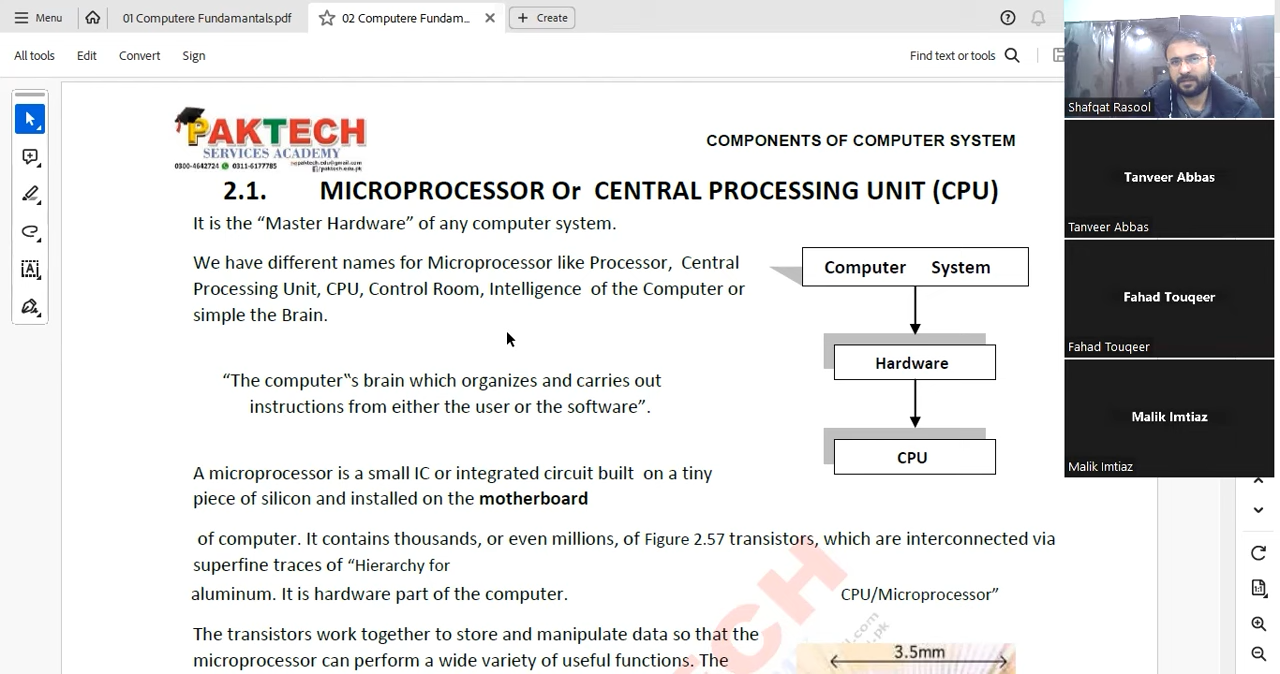 Menu
01 Computere Fundamantals.pdf
02 Computere Fundam...
Create
All tools
Edit
Convert
Sign
Find text or tools
PAKTECH
SERVICES ACADEMY
0300-4642724 0311-6177785
COMPONENTS OF COMPUTER SYSTEM
2.1. MICROPROCESSOR Or CENTRAL PROCESSING UNIT (CPU)
It is the “Master Hardware” of any computer system.
We have different names for Microprocessor like Processor, Central
Processing Unit, CPU, Control Room, Intelligence of the Computer or
simple the Brain.
“The computer‟s brain which organizes and carries out
instructions from either the user or the software”.
Computer System
Hardware
CPU
A microprocessor is a small IC or integrated circuit built on a tiny
piece of silicon and installed on the motherboard
of computer. It contains thousands, or even millions, of Figure 2.57 transistors, which are interconnected via
superfine traces of “Hierarchy for
aluminum. It is hardware part of the computer.
CPU/Microprocessor”
The transistors work together to store and manipulate data so that the
microprocessor can perform a wide variety of useful functions. The
3.5mm
Shafqat Rasool
Tanveer Abbas
Tanveer Abbas
Fahad Touqeer
Fahad Touqeer
Malik Imtiaz
Malik Imtiaz